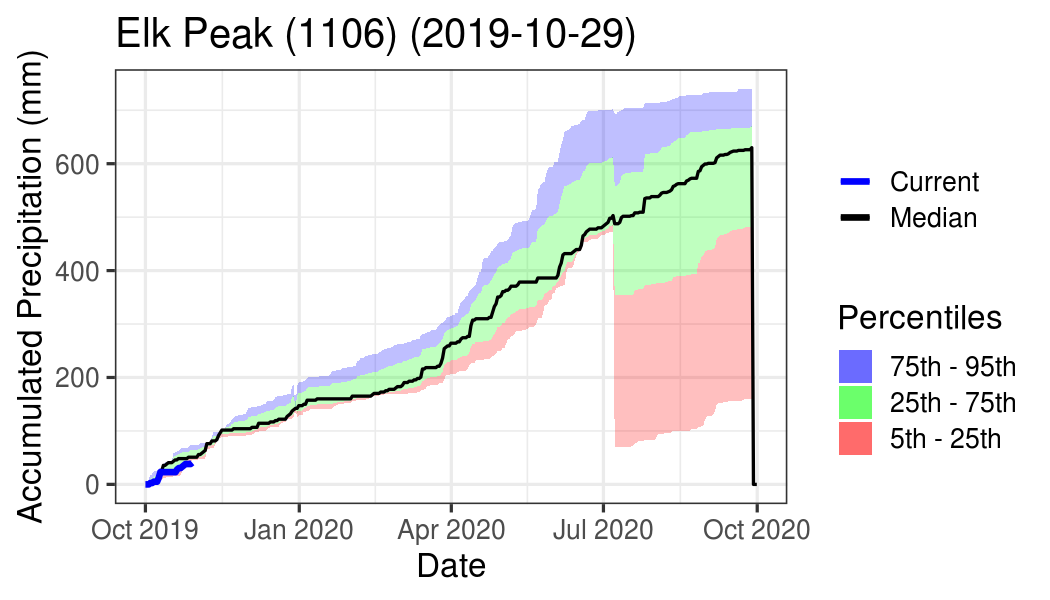 Elk Peak (1106) (2019-10-29)
Accumulated Precipitation (mm)
600
400
200
0
Oct 2019
Jan 2020
Apr 2020
Jul 2020
Oct 2020
Date
Current
Median
Percentiles
75th - 95th
25th - 75th
5th - 25th